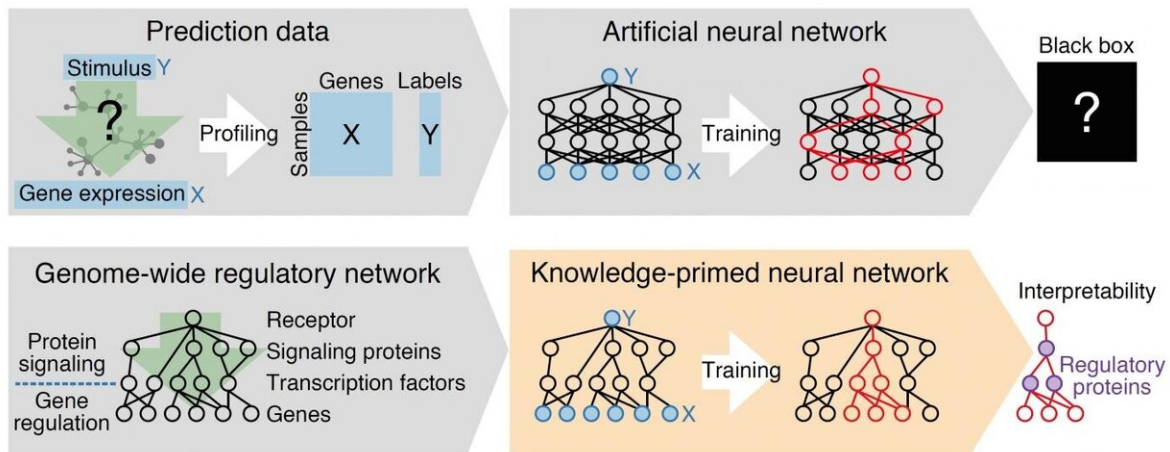 Prediction data
Stimulus Y
?
Gene expression X
Profiling
Genes
Labels
Samples
X
Y
Artificial neural network
Y
X
Training
Black box
?
Genome-wide regulatory network
Protein
signaling
Gene
regulation
Receptor
Signaling proteins
Transcription factors
Genes
Knowledge-primed neural network
Y
X
Training
Interpretability
Regulatory
proteins